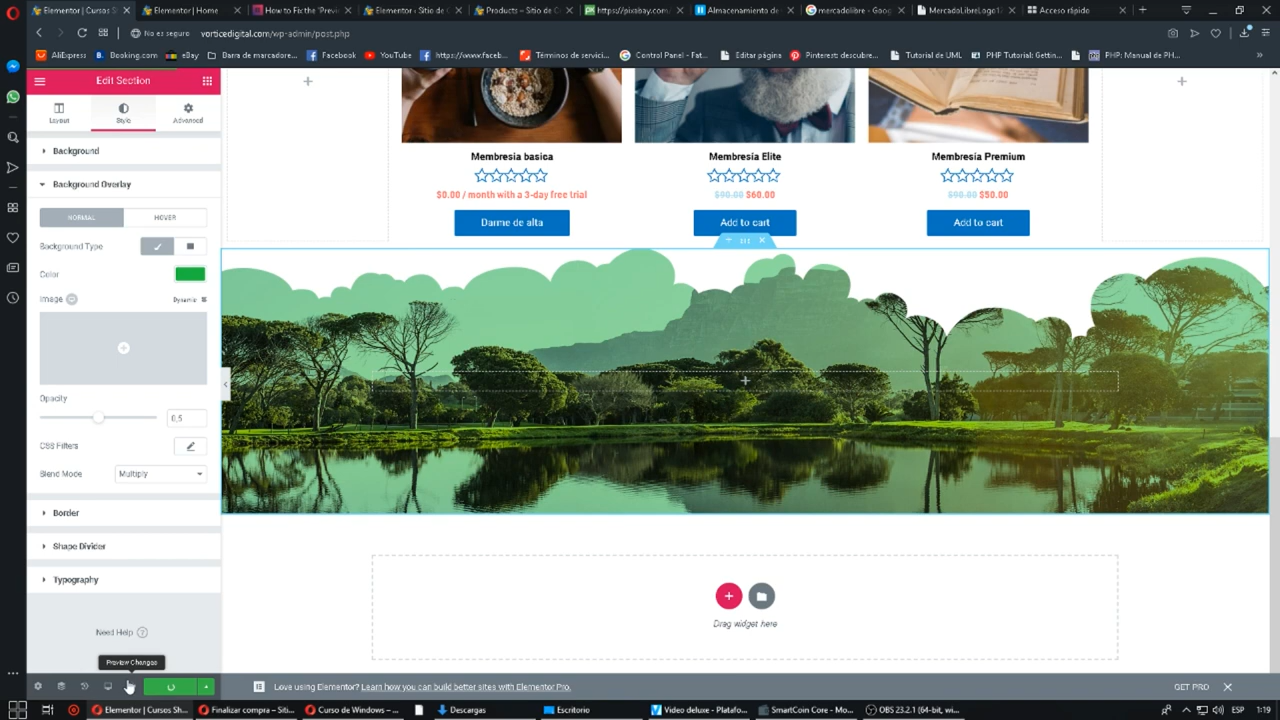 Elementor | Cursos S
Elementor | Home
How to Fix the 'Previ
Elementor ‹ Sitio de C
Products – Sitio de C
https://pixabay.com/
Almacenamiento de
mercadolibre - Goog
MercadoLibreLogo1
Acceso rápido
No es seguro
vorticedigital.com/wp-admin/post.php
AliExpress
Booking.com
eBay
Barra de marcadore...
Facebook
YouTube
https://www.faceb...
Términos de servici...
Control Panel - Fat...
Editar página
Pinterest: descubre...
Tutorial de UML
PHP Tutorial: Gettin...
PHP: Manual de PH...
Edit Section
Layout
Style
Advanced
Background
Background Overlay
NORMAL
HOVER
Background Type
Color
Image
Dynamic
Opacity
0,5
CSS Filters
Blend Mode
Multiply
Border
Shape Divider
Typography
Need Help
Preview Changes
Membresia basica
Membresía Elite
Membresía Premium
$0.00 / month with a 3-day free trial
$90.00 $60.00
$90.00 $50.00
Darme de alta
Add to cart
Add to cart
Drag widget here
Love using Elementor? Learn how you can build better sites with Elementor Pro.
GET PRO
Elementor | Cursos Sh...
Finalizar compra – Siti...
Curso de Windows – ...
Descargas
Escritorio
Video deluxe - Platafo...
SmartCoin Core - Mo...
OBS 23.2.1 (64-bit, wi...
ESP
1:19